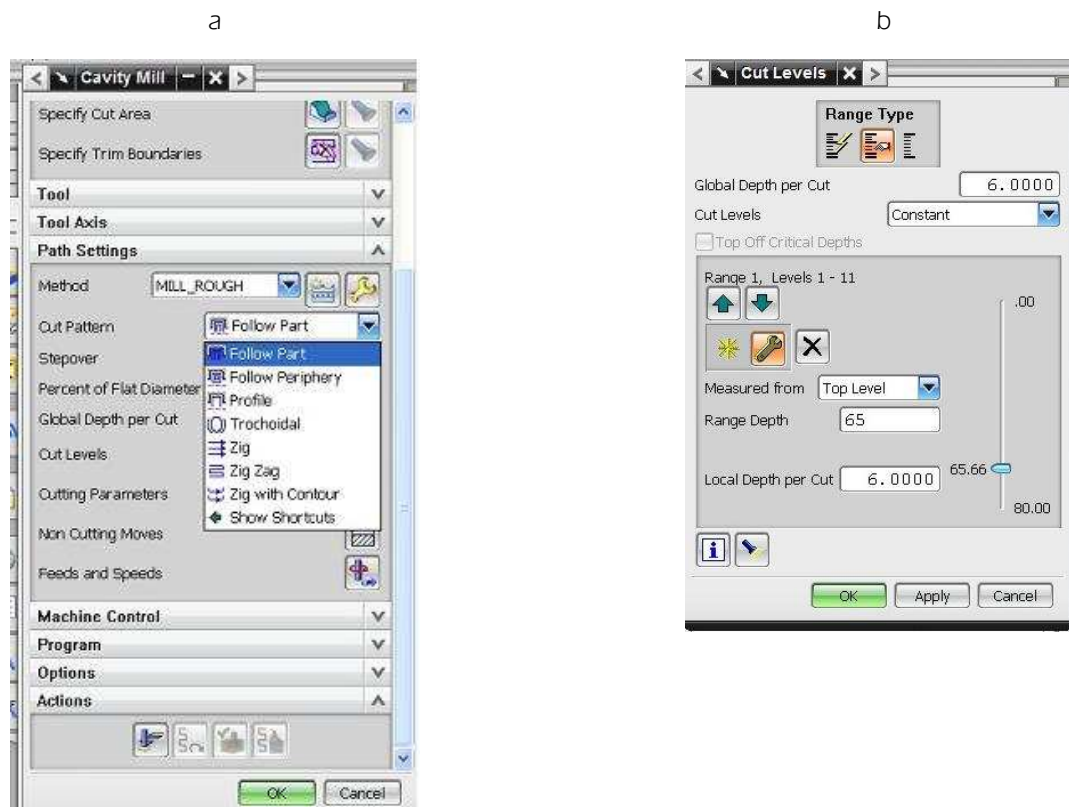 a
Cavity Mill
Specify Cut Area
Specify Trim Boundaries
Tool
Tool Axis
Path Settings
Method MILL_ROUGH
Cut Pattern Follow Part
Stepover Follow Part
Follow Periphery
Percent of Flat Diameter
Profile
Global Depth per Cut
Trochoidal
Zig
Cut Levels
Zig Zag
Cutting Parameters Zig with Contour
Show Shortcuts
Non Cutting Moves
Feeds and Speeds
Machine Control
Program
Options
Actions
OK Cancel
b
Cut Levels
Range Type
Global Depth per Cut 6.0000
Cut Levels Constant
Top Off Critical Depths
Range 1, Levels 1 - 11
.00
Measured from Top Level
Range Depth 65
65.66
Local Depth per Cut 6.0000
80.00
OK Apply Cancel